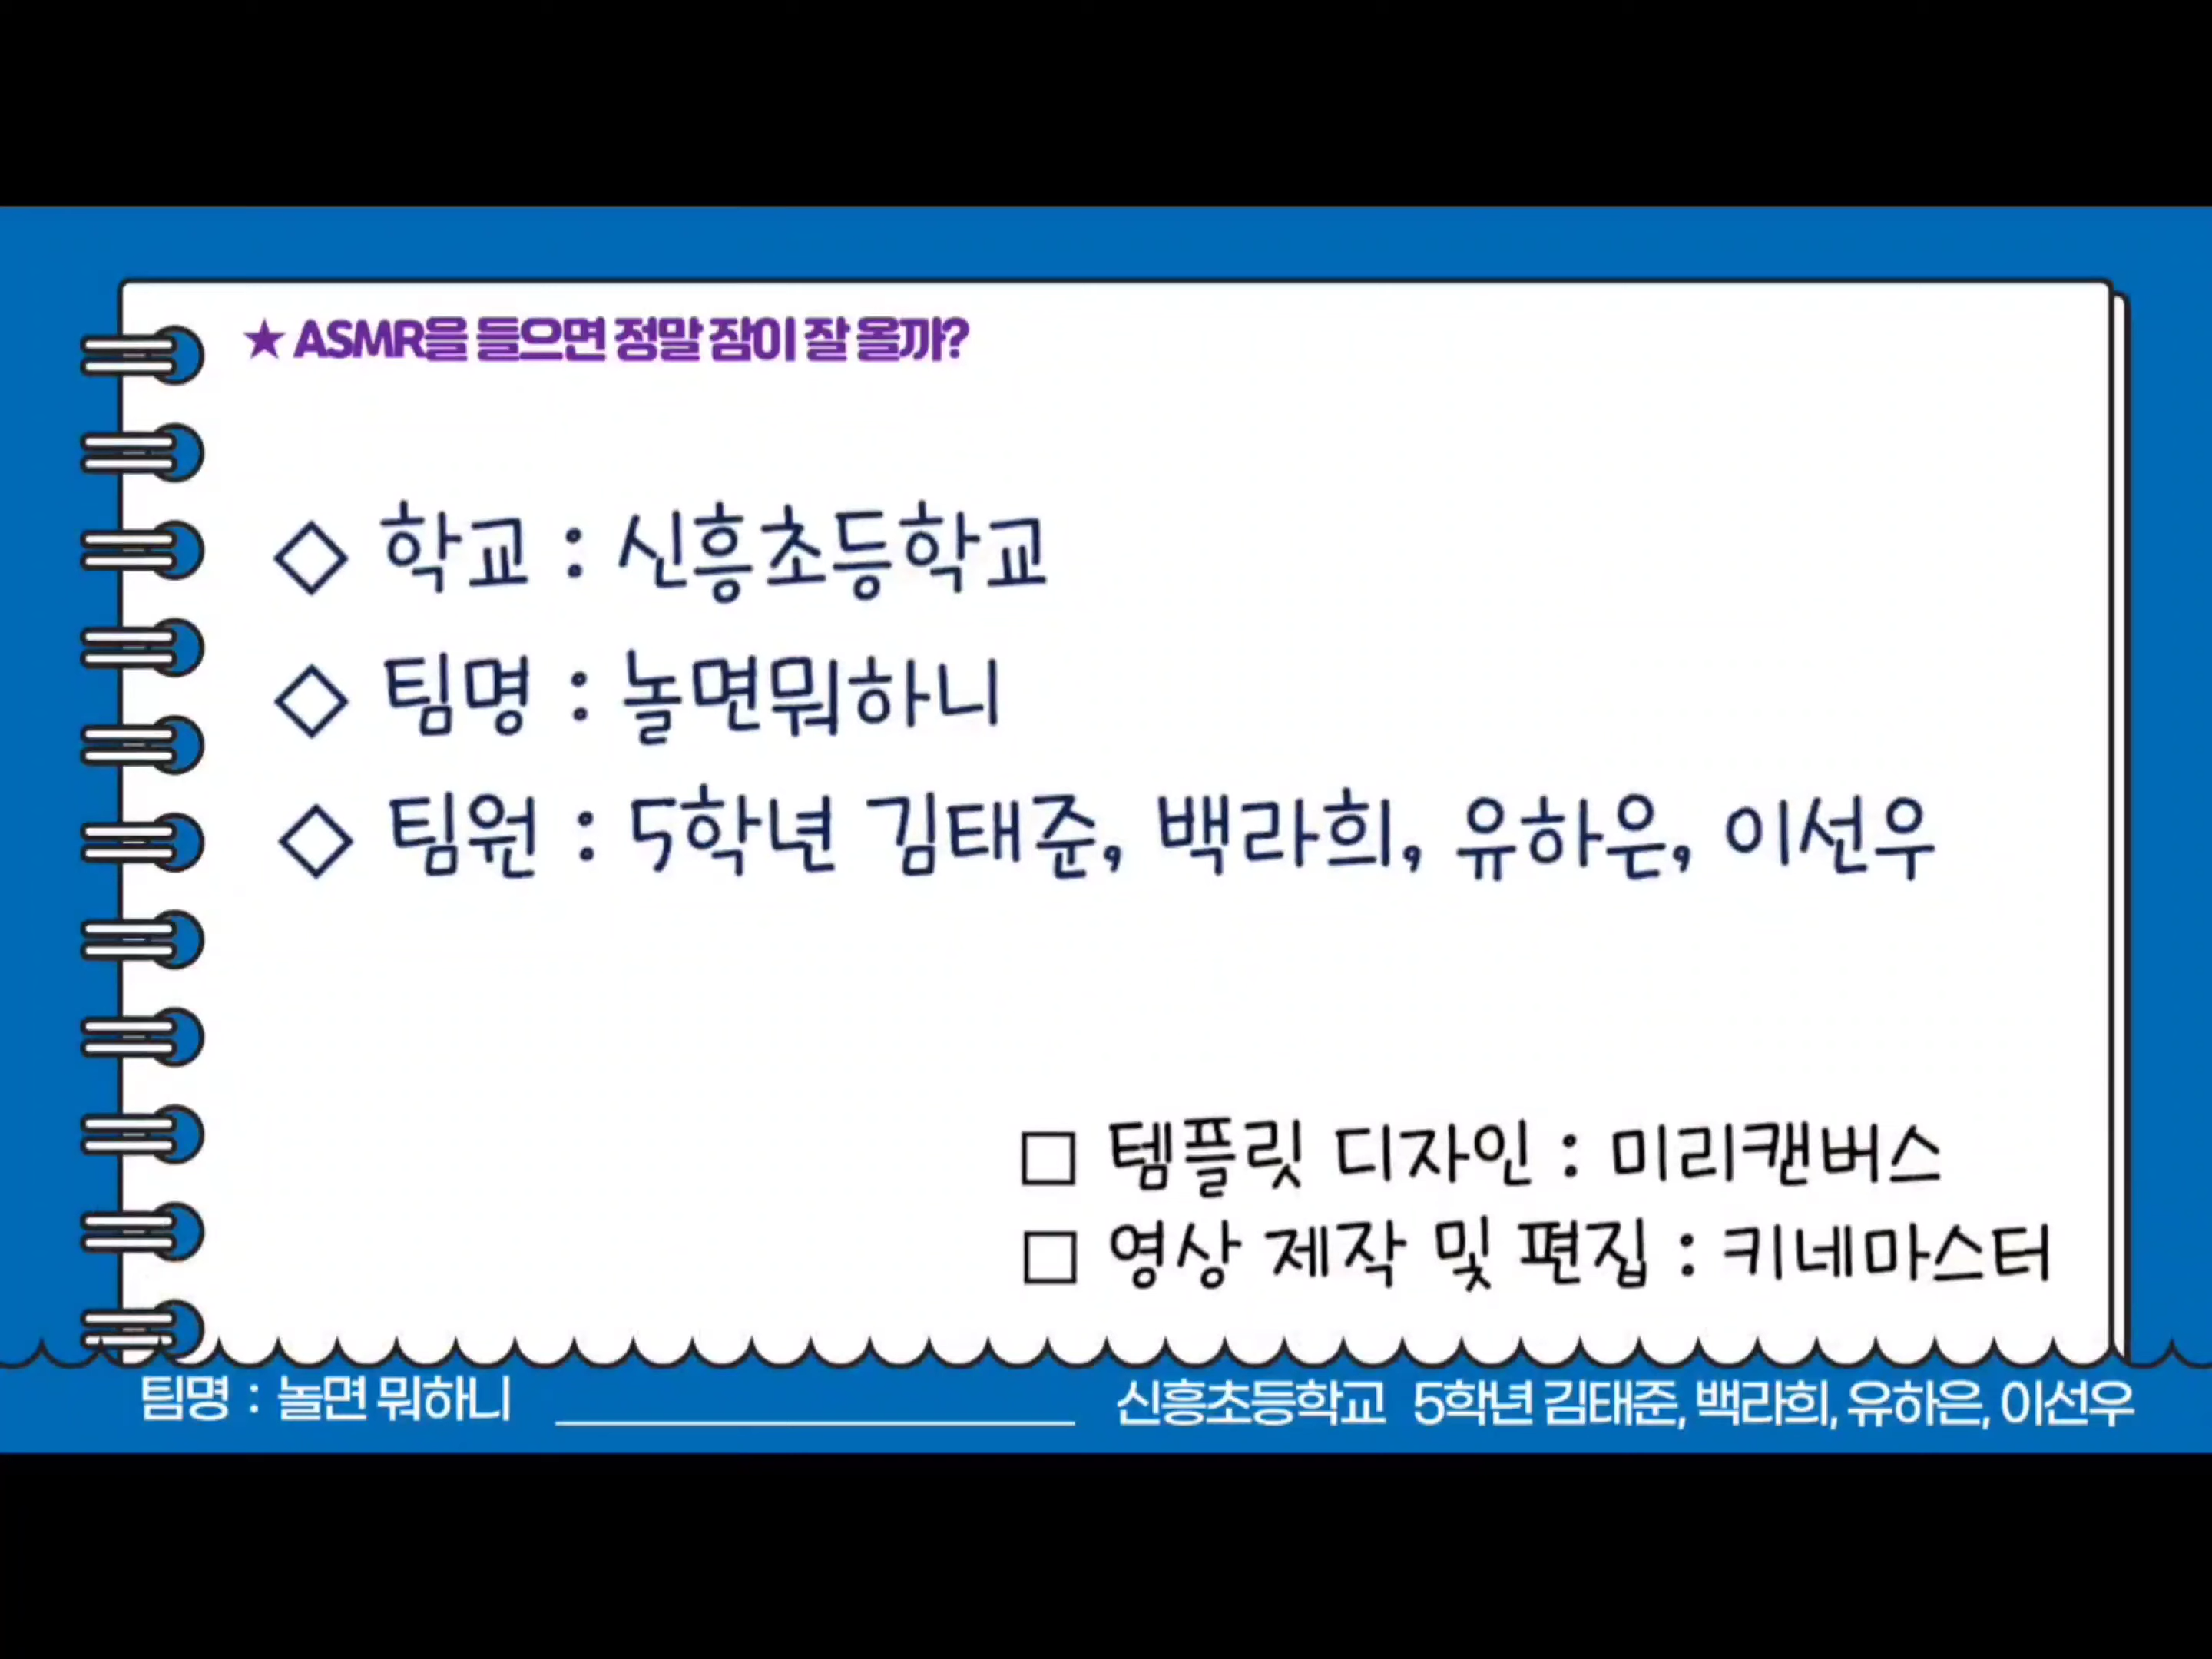 ★ ASMR을 들으면 정말 잠이 잘 올까?
◇ 학교 : 신흥초등학교
◇ 팀명 : 놀면뭐하니
◇ 팀원 : 5학년 김태준, 백라희, 유하은, 이선우
□ 템플릿 디자인 : 미리캔버스
□ 영상 제작 및 편집 : 키네마스터
팀명 : 놀면 뭐하니 신흥초등학교 5학년 김태준, 백라희, 유하은, 이선우